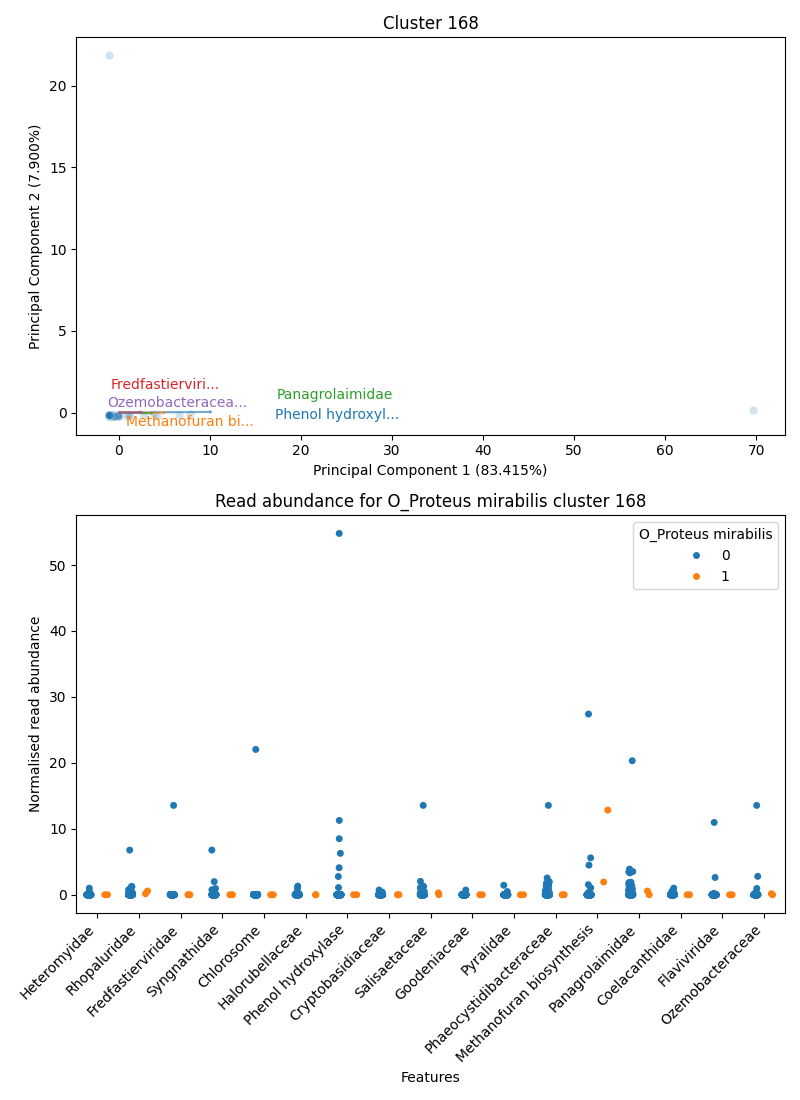 Cluster 168
Principal Component 2 (7.900%)
20
15
10
5
0
Fredfastierviri...
Ozemobacteracea...
Panagrolaimidae
Phenol hydroxyl...
Methanofuran bi...
0 10 20 30 40 50 60 70
Principal Component 1 (83.415%)
Read abundance for O_Proteus mirabilis cluster 168
Normalised read abundance
50
40
30
20
10
0
O_Proteus mirabilis
0
1
Heteromyidae
Rhopaluridae
Fredfastierviridae
Syngnathidae
Chlorosome
Halorubellaceae
Phenol hydroxylase
Cryptobasidiaceae
Salisaetaceae
Goodeniaceae
Pyralidae
Phaeocystidibacteraceae
Methanofuran biosynthesis
Panagrolaimidae
Coelacanthidae
Flaviviridae
Ozemobacteraceae
Features